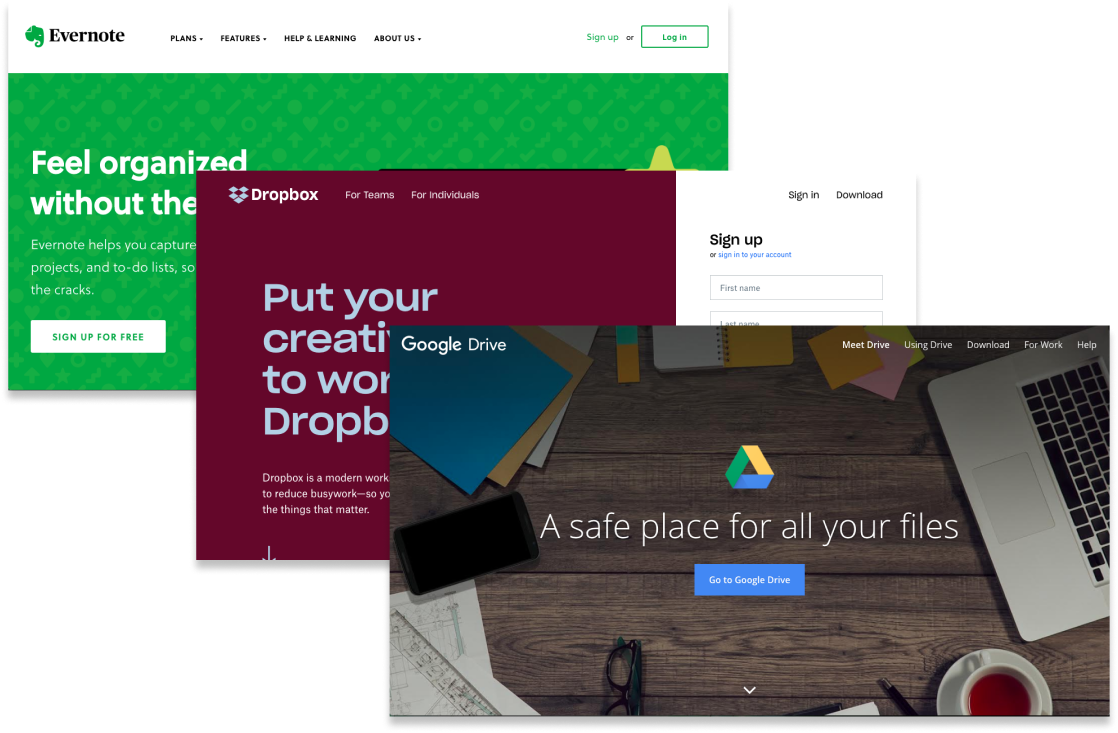 Evernote
PLANS
FEATURES
HELP & LEARNING
ABOUT US
Sign up or
Log in
Feel organized
without the
Evernote helps you capture
projects, and to-do lists, so
the cracks.
SIGN UP FOR FREE
Dropbox
For Teams
For Individuals
Sign in
Download
Sign up
or sign in to your account
First name
Last name
Put your
creati
to wor
Dropb
Dropbox is a modern work
to reduce busywork—so yo
the things that matter.
Google Drive
Meet Drive
Using Drive
Download
For Work
Help
A safe place for all your files
Go to Google Drive